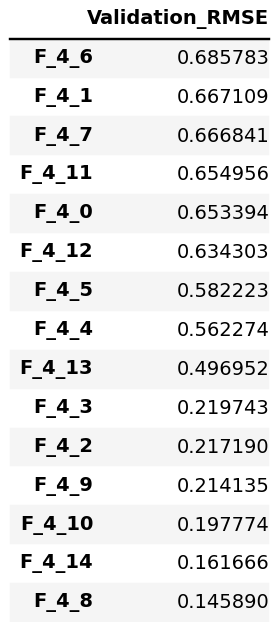 Validation_RMSE
F_4_6 0.685783
F_4_1 0.667109
F_4_7 0.666841
F_4_11 0.654956
F_4_0 0.653394
F_4_12 0.634303
F_4_5 0.582223
F_4_4 0.562274
F_4_13 0.496952
F_4_3 0.219743
F_4_2 0.217190
F_4_9 0.214135
F_4_10 0.197774
F_4_14 0.161666
F_4_8 0.145890